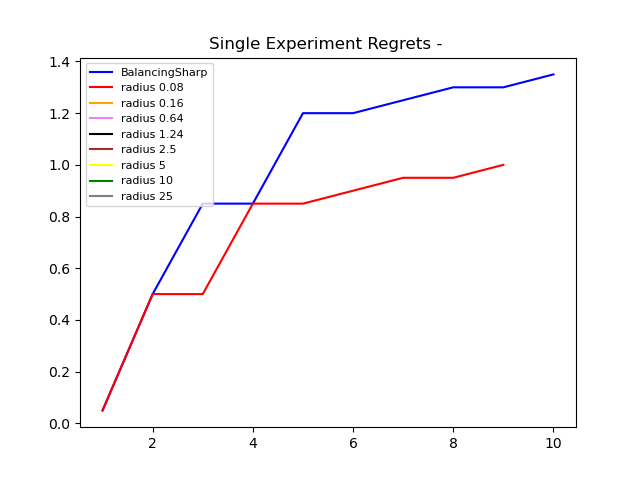 Single Experiment Regrets -
1.4
1.2
1.0
0.8
0.6
0.4
0.2
0.0
BalancingSharp
radius 0.08
radius 0.16
radius 0.64
radius 1.24
radius 2.5
radius 5
radius 10
radius 25
2 4 6 8 10